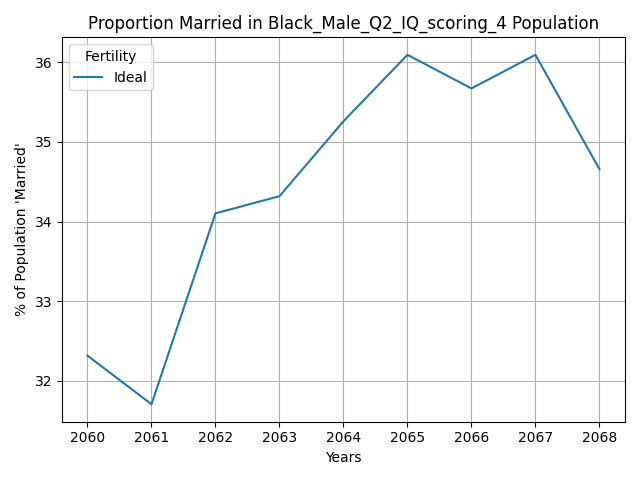 Proportion Married in Black_Male_Q2_IQ_scoring_4 Population
Fertility
Ideal
% of Population 'Married'
36
35
34
33
32
2060 2061 2062 2063 2064 2065 2066 2067 2068
Years